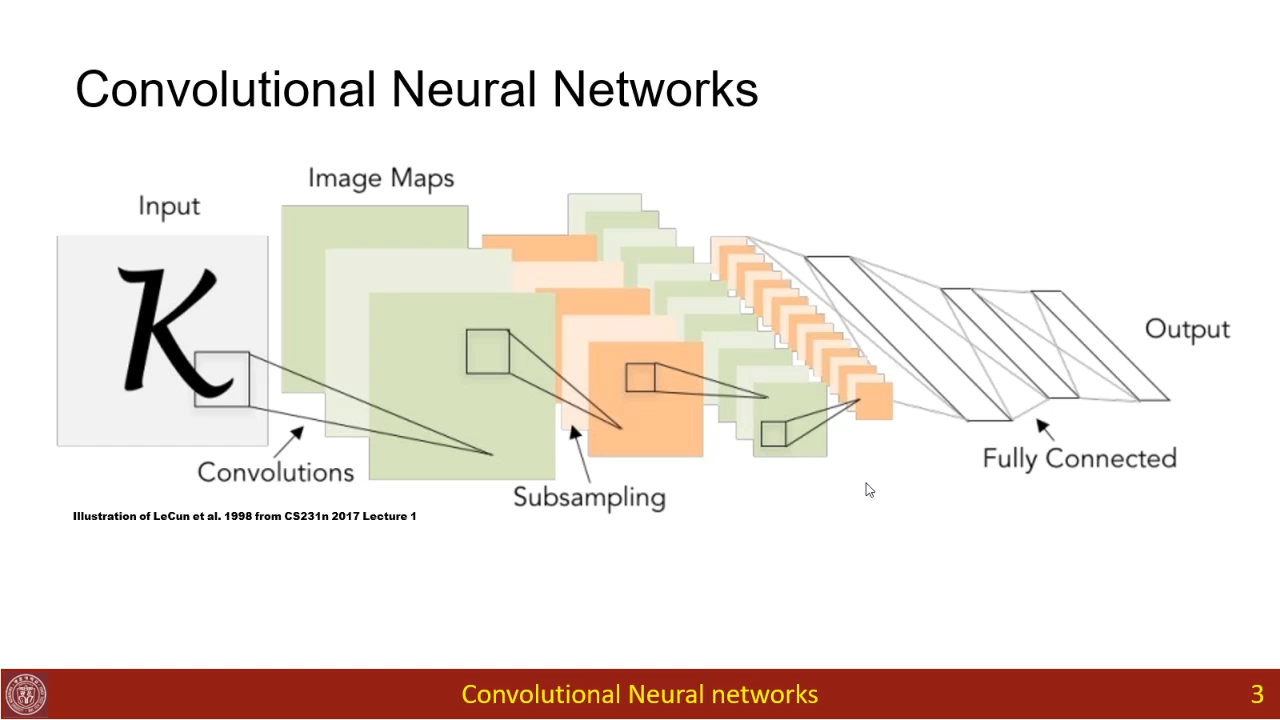 Convolutional Neural Networks
Image Maps
Input
K
Output
Fully Connected
Convolutions
Subsampling
Illustration of LeCun et al. 1998 from CS231n 2017 Lecture 1
Convolutional Neural networks
3